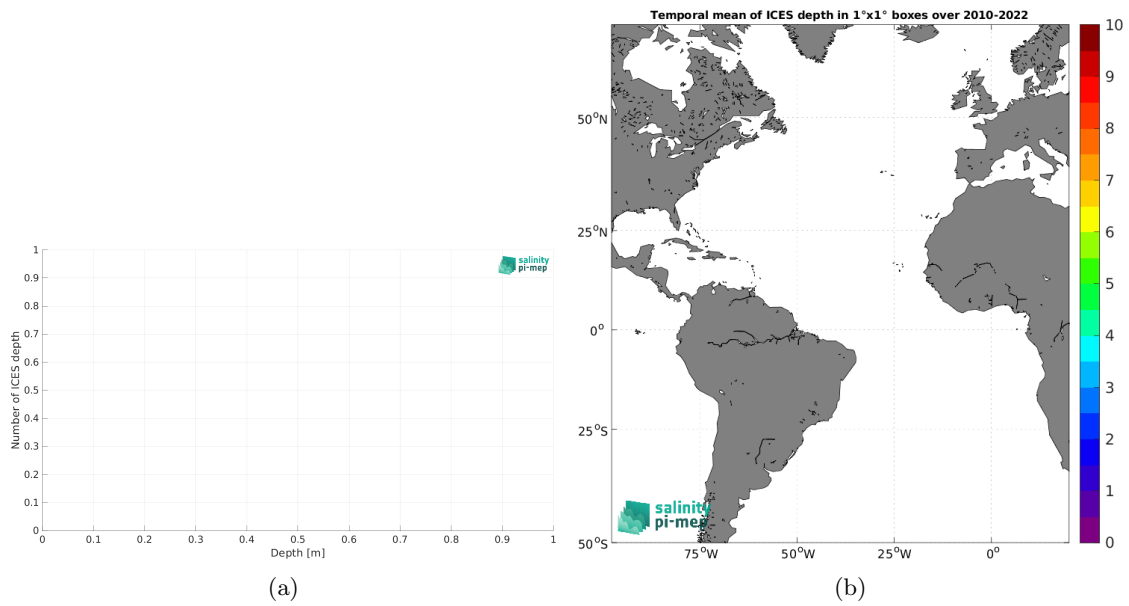 Temporal mean of ICES depth in 1°x1° boxes over 2010-2022
1
0.9
0.8
0.7
0.6
0.5
0.4
0.3
0.2
0.1
0
Number of ICES depth
0 0.1 0.2 0.3 0.4 0.5 0.6 0.7 0.8 0.9 1
Depth [m]
salinity
pi-mep
50°N
25°N
0°
25°S
50°S
75°W 50°W 25°W 0°
salinity
pi-mep
10
9
8
7
6
5
4
3
2
1
0
(a)
(b)